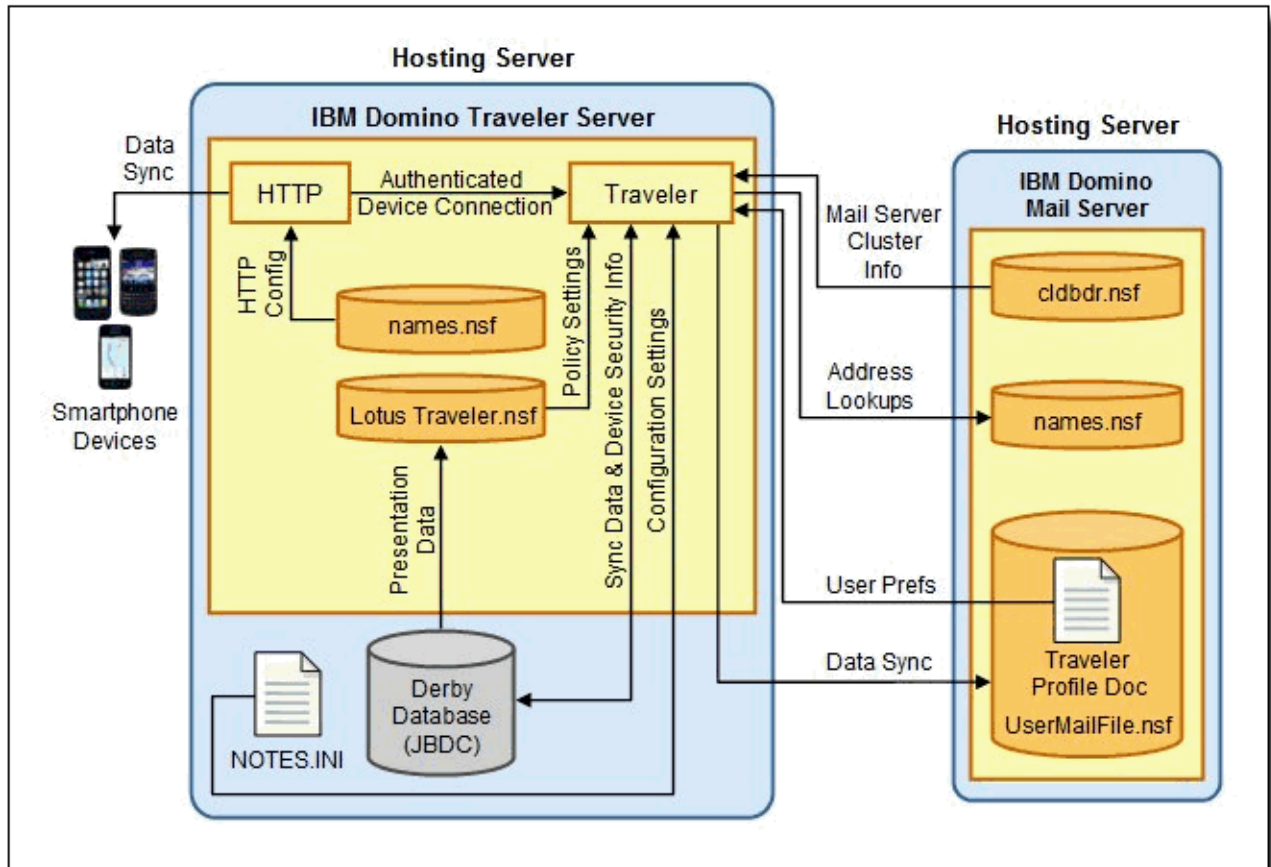 Hosting Server
IBM Domino Traveler Server
Data
Sync
HTTP
Authenticated
Device Connection
Traveler
HTTP
Config
names.nsf
Lotus Traveler.nsf
Policy Settings
Sync Data & Device Security Info
Configuration Settings
Presentation
Data
Smartphone
Devices
NOTES.INI
Derby
Database
(JBDC)
Hosting Server
IBM Domino
Mail Server
Mail Server
Cluster
Info
cldbdr.nsf
Address
Lookups
names.nsf
User Prefs
Data Sync
Traveler
Profile Doc
UserMailFile.nsf